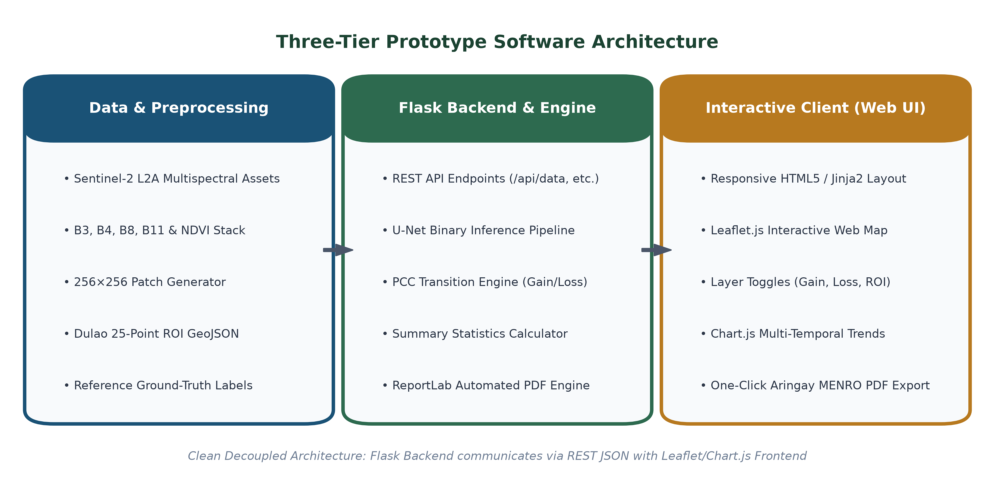 Three-Tier Prototype Software Architecture
Data & Preprocessing
• Sentinel-2 L2A Multispectral Assets
• B3, B4, B8, B11 & NDVI Stack
• 256×256 Patch Generator
• Dulao 25-Point ROI GeoJSON
• Reference Ground-Truth Labels
Flask Backend & Engine
• REST API Endpoints (/api/data, etc.)
• U-Net Binary Inference Pipeline
• PCC Transition Engine (Gain/Loss)
• Summary Statistics Calculator
• ReportLab Automated PDF Engine
Interactive Client (Web UI)
• Responsive HTML5 / Jinja2 Layout
• Leaflet.js Interactive Web Map
• Layer Toggles (Gain, Loss, ROI)
• Chart.js Multi-Temporal Trends
• One-Click Aringay MENRO PDF Export
Clean Decoupled Architecture: Flask Backend communicates via REST JSON with Leaflet/Chart.js Frontend